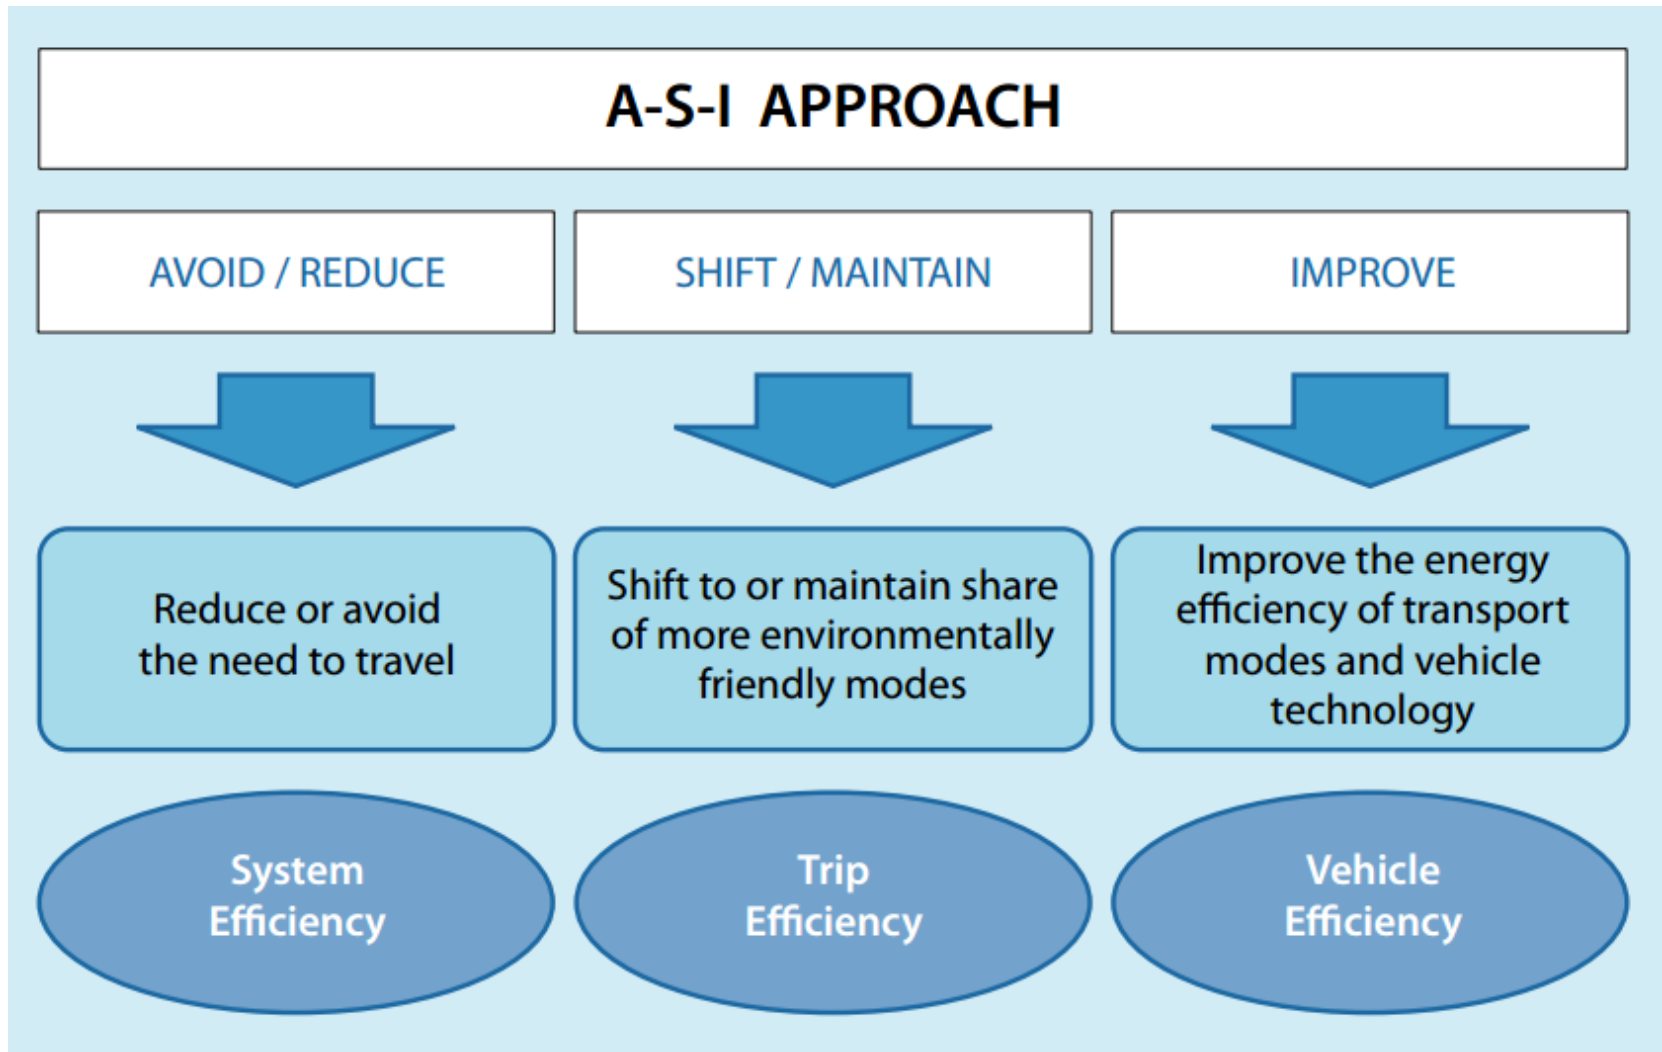 A-S-I APPROACH
AVOID / REDUCE
SHIFT / MAINTAIN
IMPROVE
Reduce or avoid
the need to travel
Shift to or maintain share
of more environmentally
friendly modes
Improve the energy
efficiency of transport
modes and vehicle
technology
System
Efficiency
Trip
Efficiency
Vehicle
Efficiency